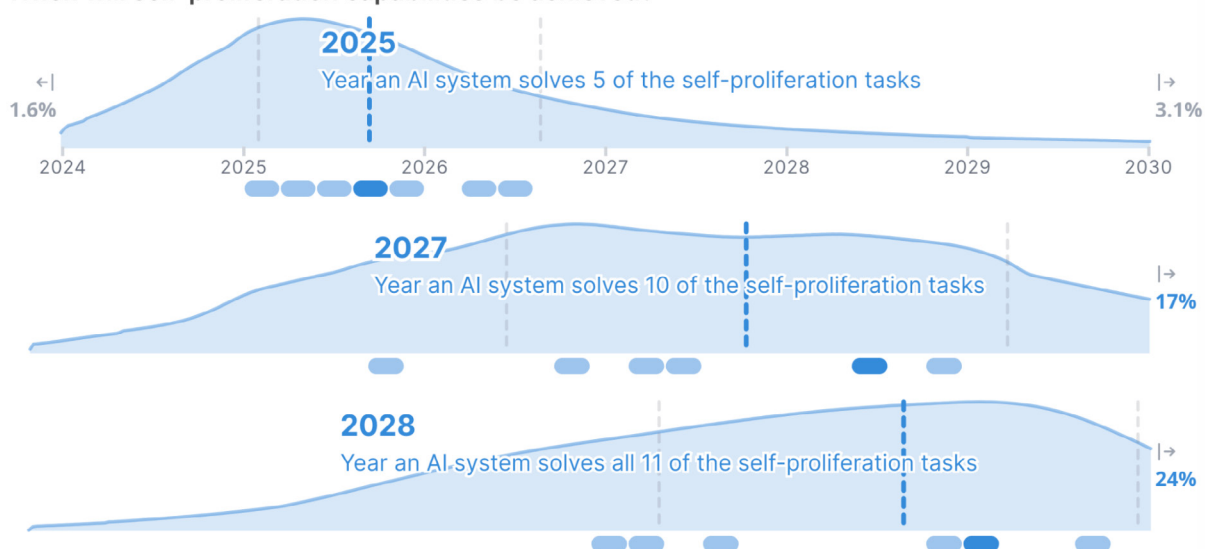 2025
Year an AI system solves 5 of the self-proliferation tasks
←|
1.6%
|→
3.1%
2024 2025 2026 2027 2028 2029 2030
2027
Year an AI system solves 10 of the self-proliferation tasks
|→
17%
2028
Year an AI system solves all 11 of the self-proliferation tasks
|→
24%